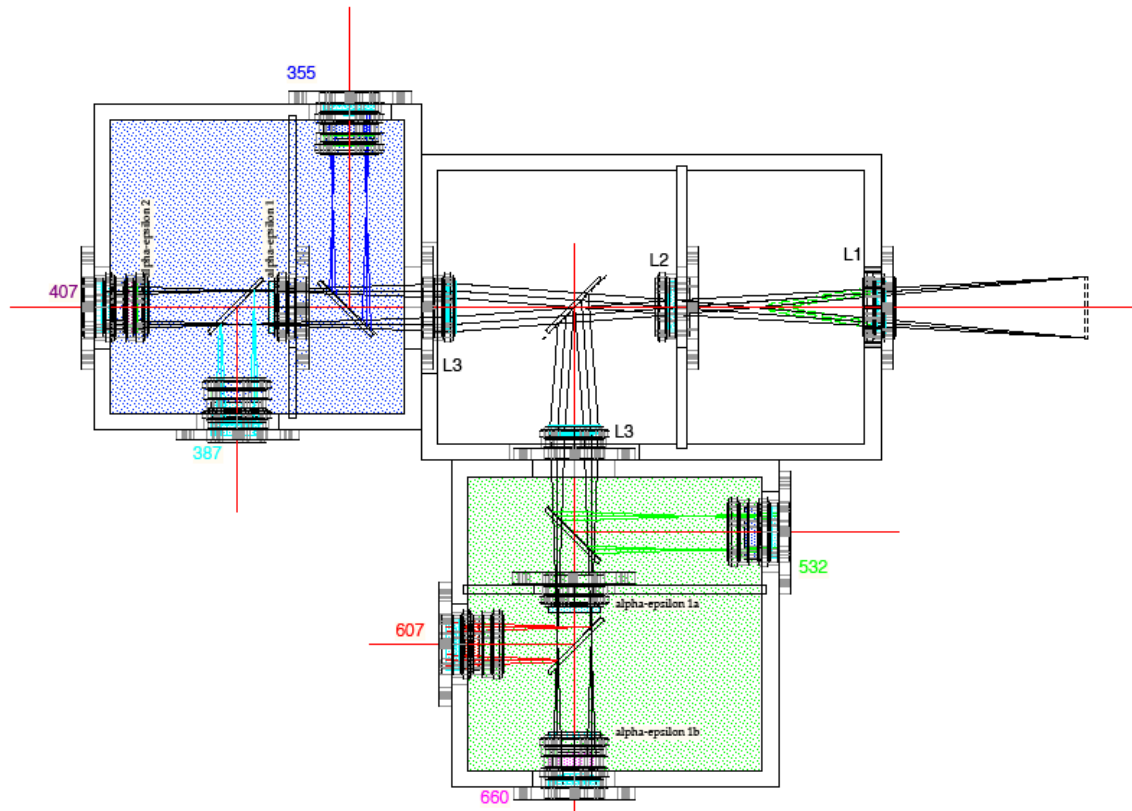 355
alpha-epsilon 2
alpha-epsilon 1
407
L2
L1
L3
387
L3
532
alpha-epsilon 1a
607
alpha-epsilon 1b
660